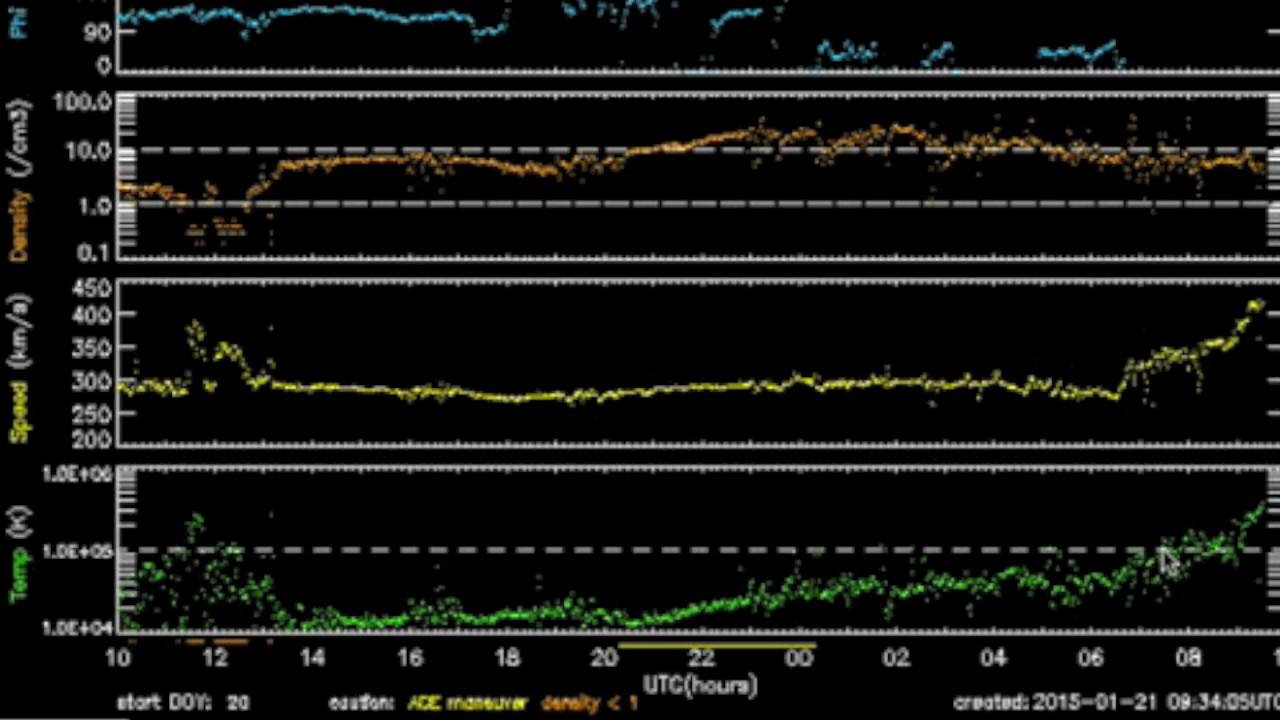 Phi
90
0
Density (/cm3)
100.0
10.0
1.0
0.1
Speed (km/s)
450
400
350
300
250
200
Temp (K)
1.0E+06
1.0E+05
1.0E+04
10 12 14 16 18 20 22 00 02 04 06 08 1
UTC(hours)
start DOY: 20 caution: ACE maneuver density < 1 created:2015-01-21 09:34:05UTC